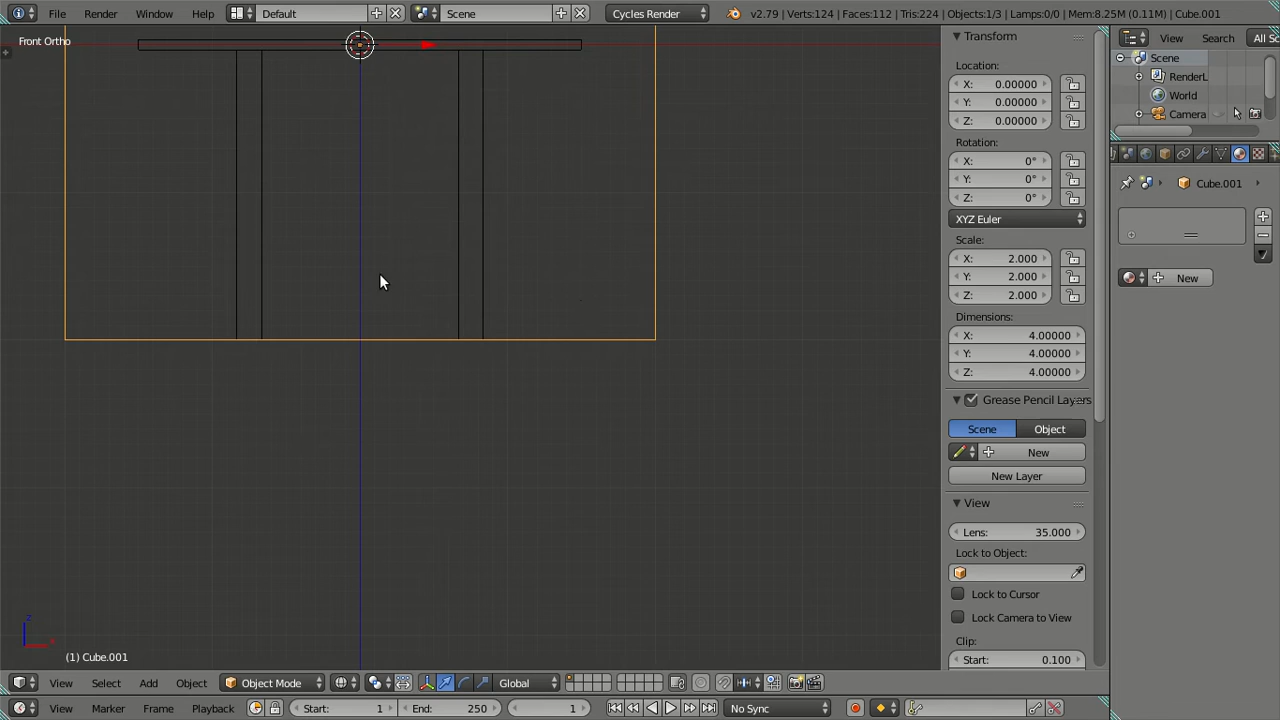 File Render Window Help Default Scene Cycles Render v2.79 | Verts:124 | Faces:112 | Tris:224 | Objects:1/3 | Lamps:0/0 | Mem:8.25M (0.11M) | Cube.001
Front Ortho
Transform
Location:
X: 0.00000
Y: 0.00000
Z: 0.00000
Rotation:
X: 0°
Y: 0°
Z: 0°
XYZ Euler
Scale:
X: 2.000
Y: 2.000
Z: 2.000
Dimensions:
X: 4.00000
Y: 4.00000
Z: 4.00000
Grease Pencil Layers
Scene Object
New
New Layer
View
Lens: 35.000
Lock to Object:
Lock to Cursor
Lock Camera to View
Clip:
Start: 0.100
View Search All Sc
Scene
RenderL
World
Camera
Cube.001
New
z
x
(1) Cube.001
View Select Add Object Object Mode Global
View Marker Frame Playback Start: 1 End: 250 1 No Sync